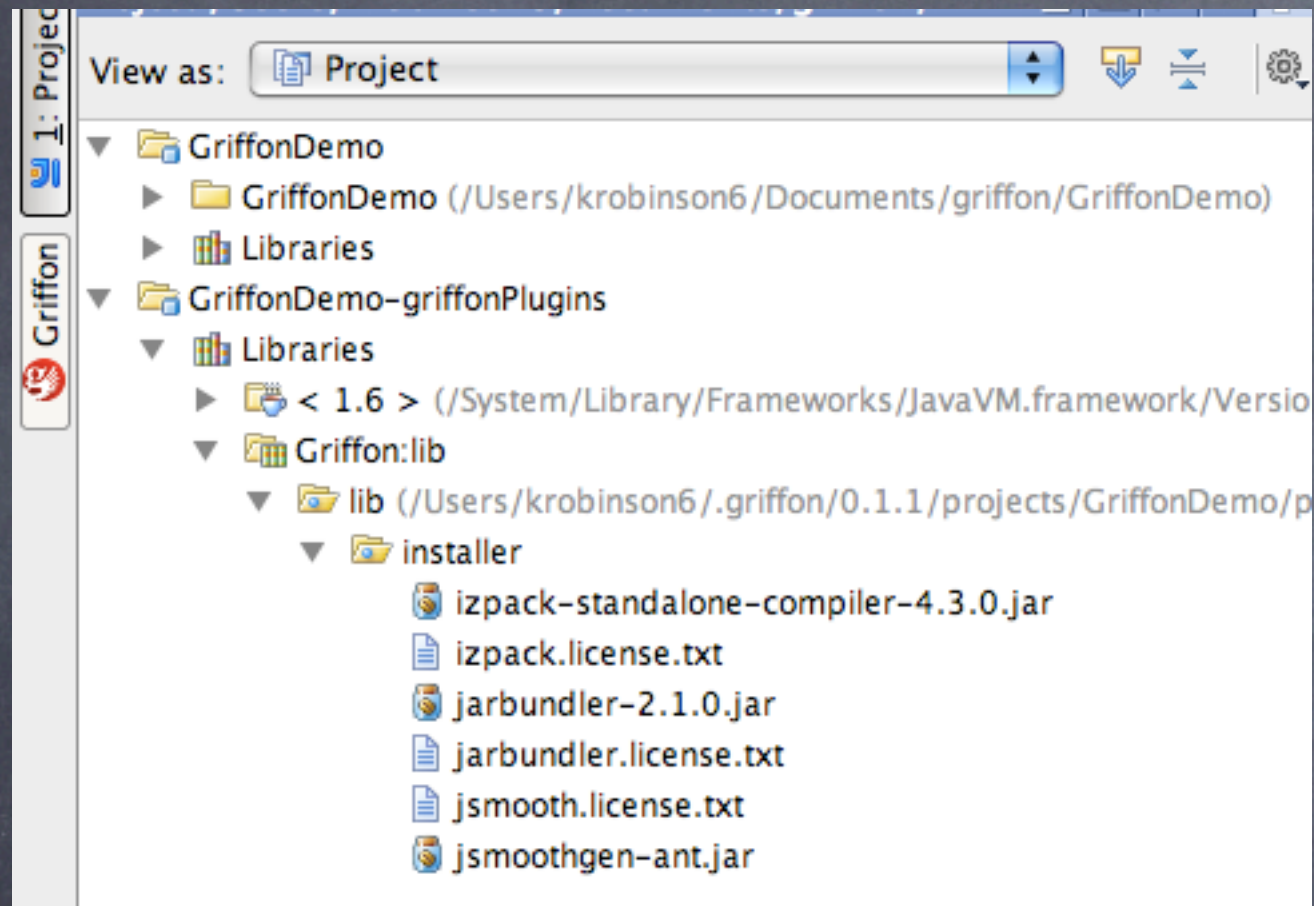 1: Projec
Griffon
View as: Project
GriffonDemo
GriffonDemo (/Users/krobinson6/Documents/griffon/GriffonDemo)
Libraries
GriffonDemo-griffonPlugins
Libraries
< 1.6 > (/System/Library/Frameworks/JavaVM.framework/Versio
Griffon:lib
lib (/Users/krobinson6/.griffon/0.1.1/projects/GriffonDemo/p
installer
izpack-standalone-compiler-4.3.0.jar
izpack.license.txt
jarbundler-2.1.0.jar
jarbundler.license.txt
jsmooth.license.txt
jsmoothgen-ant.jar